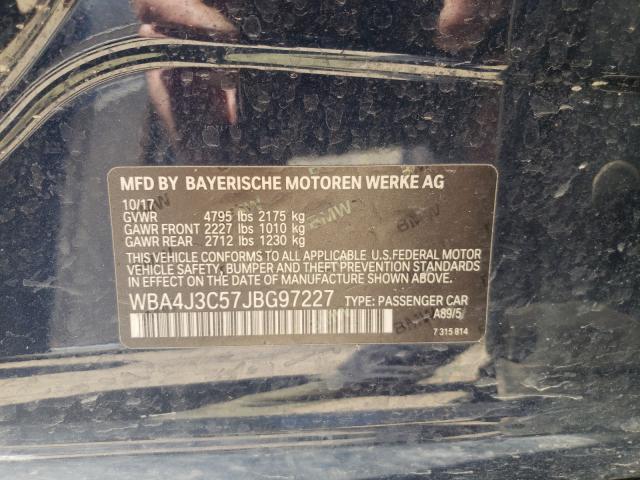 MFD BY BAYERISCHE MOTOREN WERKE AG
10/17
GVWR 4795 lbs 2175 kg
GAWR FRONT 2227 lbs 1010 kg
GAWR REAR 2712 lbs 1230 kg
THIS VEHICLE CONFORMS TO ALL APPLICABLE U.S.FEDERAL MOTOR
VEHICLE SAFETY, BUMPER AND THEFT PREVENTION STANDARDS
IN EFFECT ON THE DATE OF MANUFACTURE SHOWN ABOVE.
WBA4J3C57JBG97227 TYPE: PASSENGER CAR
A89/5
7 315 814
BMW
BMW
BMW